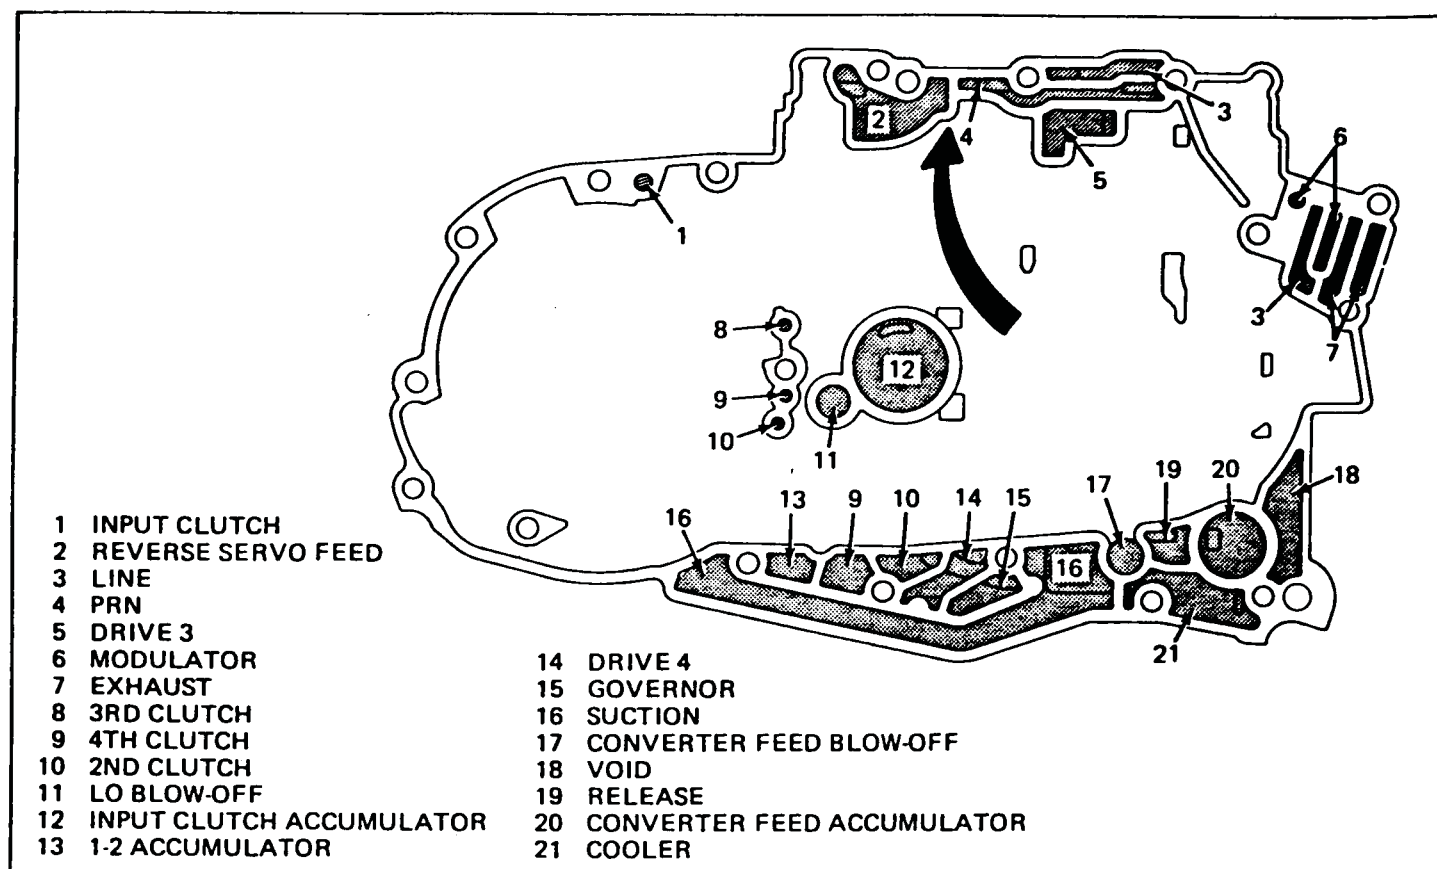 2
4
3
5
6
1
3
7
8
12
9
10
11
16
13
9
10
14
15
17
19
20
18
16
21
1 INPUT CLUTCH
2 REVERSE SERVO FEED
3 LINE
4 PRN
5 DRIVE 3
6 MODULATOR
7 EXHAUST
8 3RD CLUTCH
9 4TH CLUTCH
10 2ND CLUTCH
11 LO BLOW-OFF
12 INPUT CLUTCH ACCUMULATOR
13 1-2 ACCUMULATOR
14 DRIVE 4
15 GOVERNOR
16 SUCTION
17 CONVERTER FEED BLOW-OFF
18 VOID
19 RELEASE
20 CONVERTER FEED ACCUMULATOR
21 COOLER